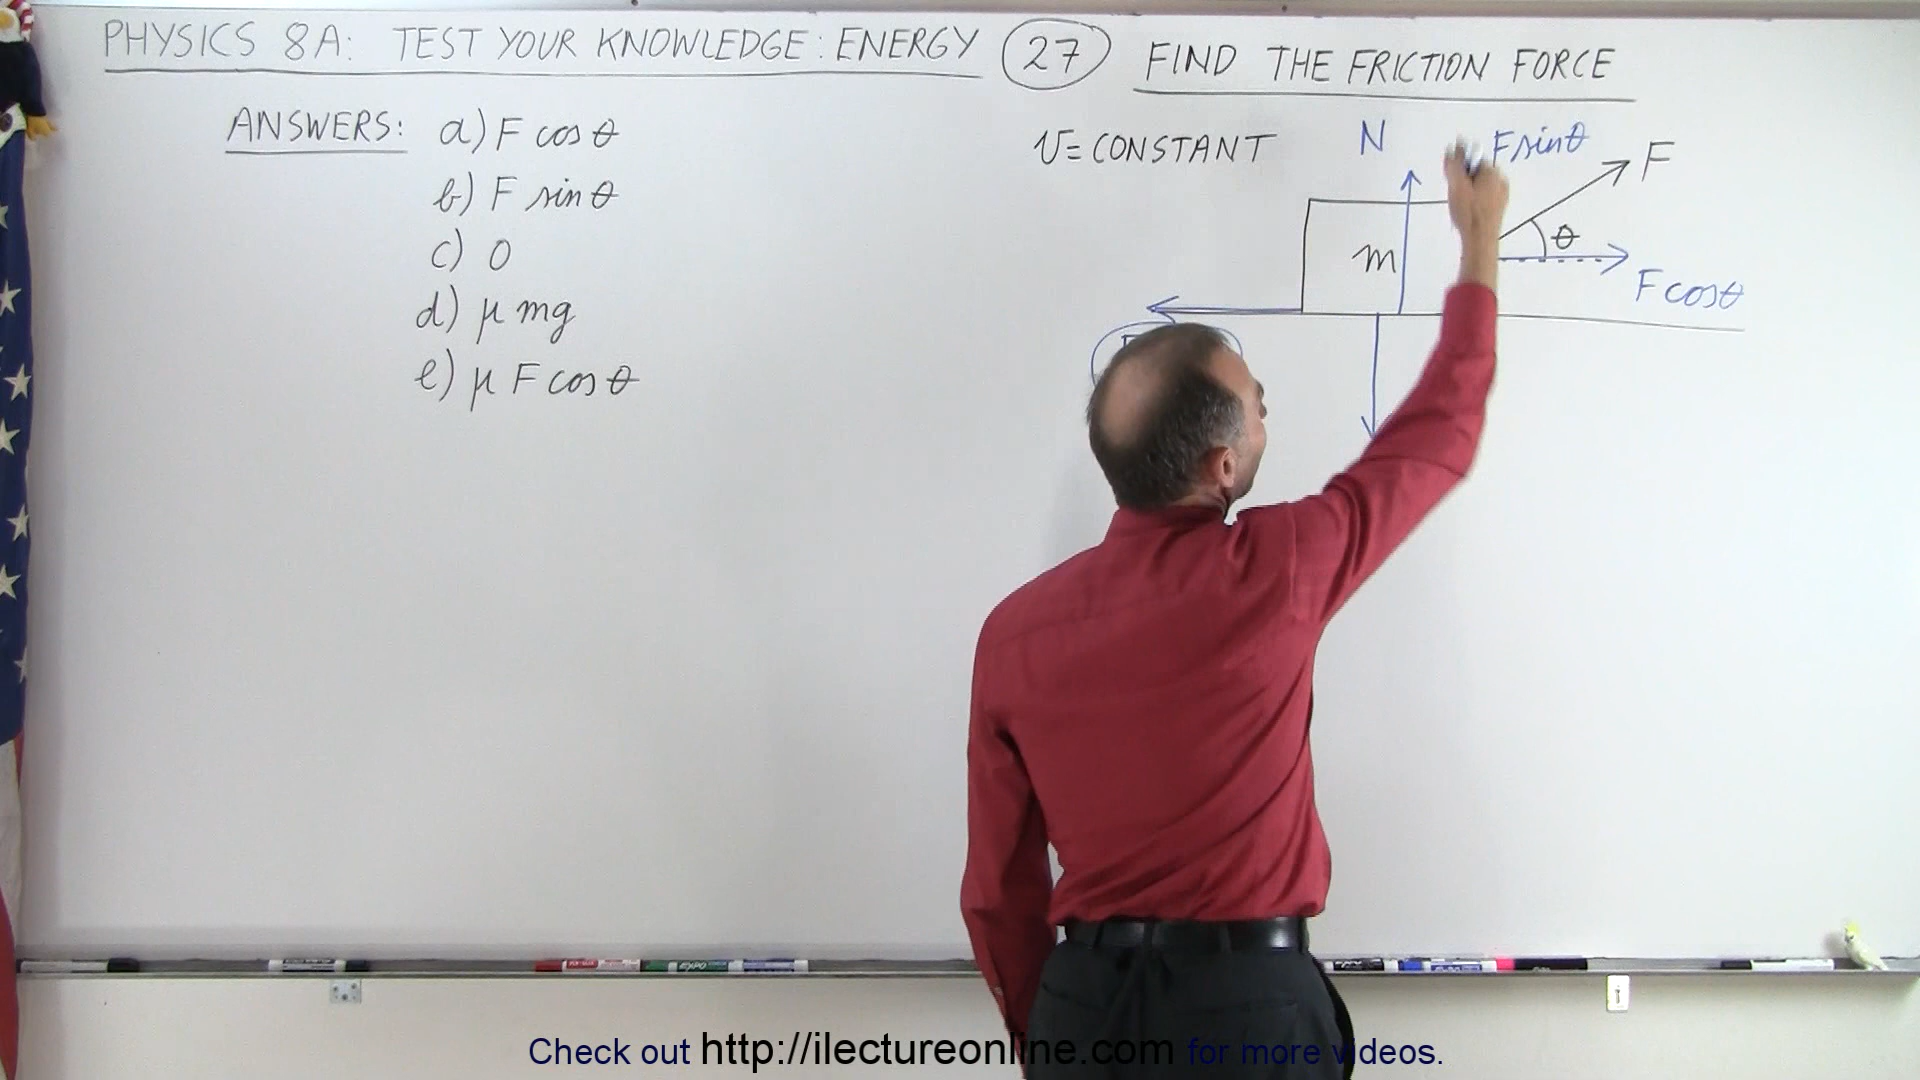 PHYSICS 8A: TEST YOUR KNOWLEDGE: ENERGY 27 FIND THE FRICTION FORCE
ANSWERS: a) F cos θ
b) F sin θ
c) 0
d) μ mg
e) μ F cos θ
v = CONSTANT
N
F sin θ
F
m
θ
F cos θ
EXPO
Check out http://ilectureonline.com for more videos.